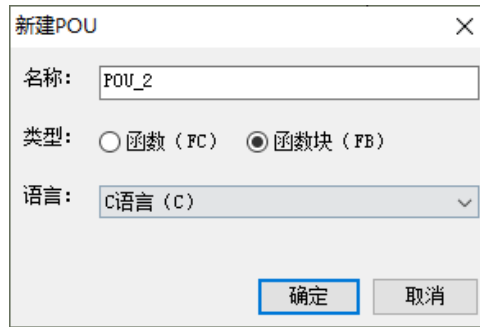 新建POU
名称：
POU_2
类型：
函数（FC）
函数块（FB）
语言：
C语言（C）
确定
取消